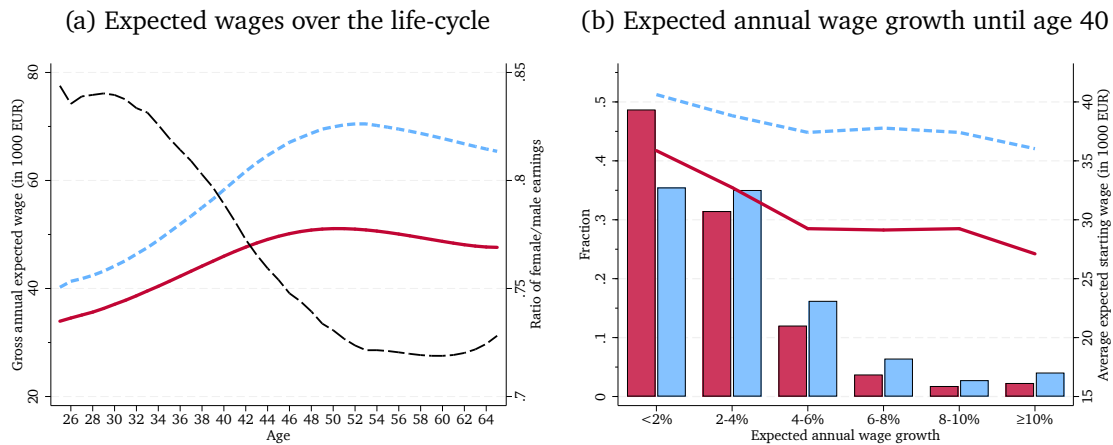 (a) Expected wages over the life-cycle
Gross annual expected wage (in 1000 EUR)
80
60
40
20
.85
.8
.75
.7
Ratio of female/male earnings
26 28 30 32 34 36 38 40 42 44 46 48 50 52 54 56 58 60 62 64
Age
(b) Expected annual wage growth until age 40
Fraction
.5
.4
.3
.2
.1
0
40
35
30
25
20
15
Average expected starting wage (in 1000 EUR)
<2% 2-4% 4-6% 6-8% 8-10% ≥10%
Expected annual wage growth